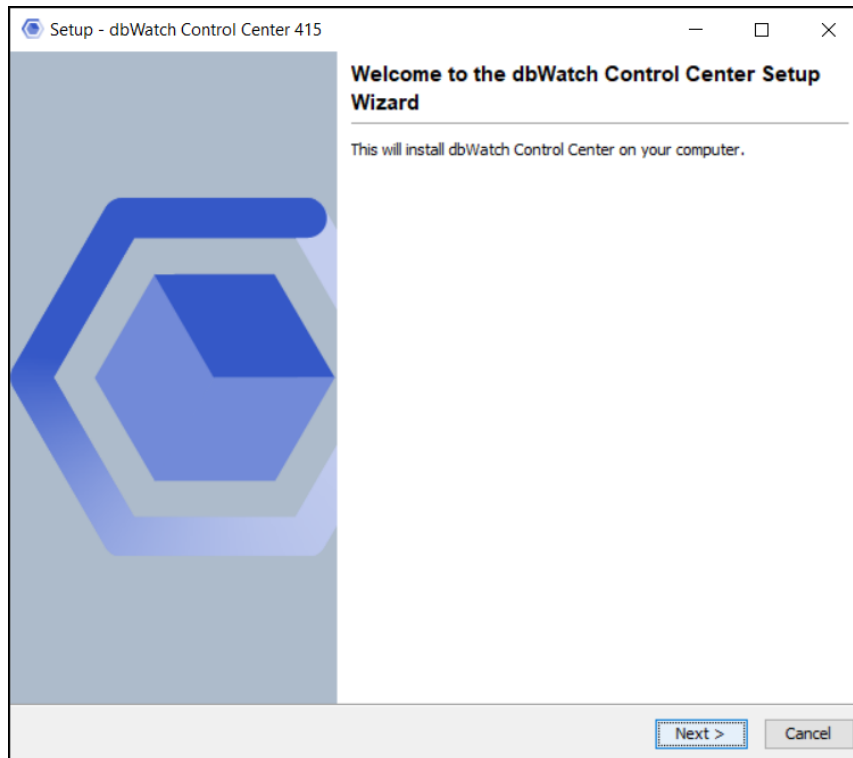 Setup - dbWatch Control Center 415
Welcome to the dbWatch Control Center Setup
Wizard
This will install dbWatch Control Center on your computer.
Next >
Cancel